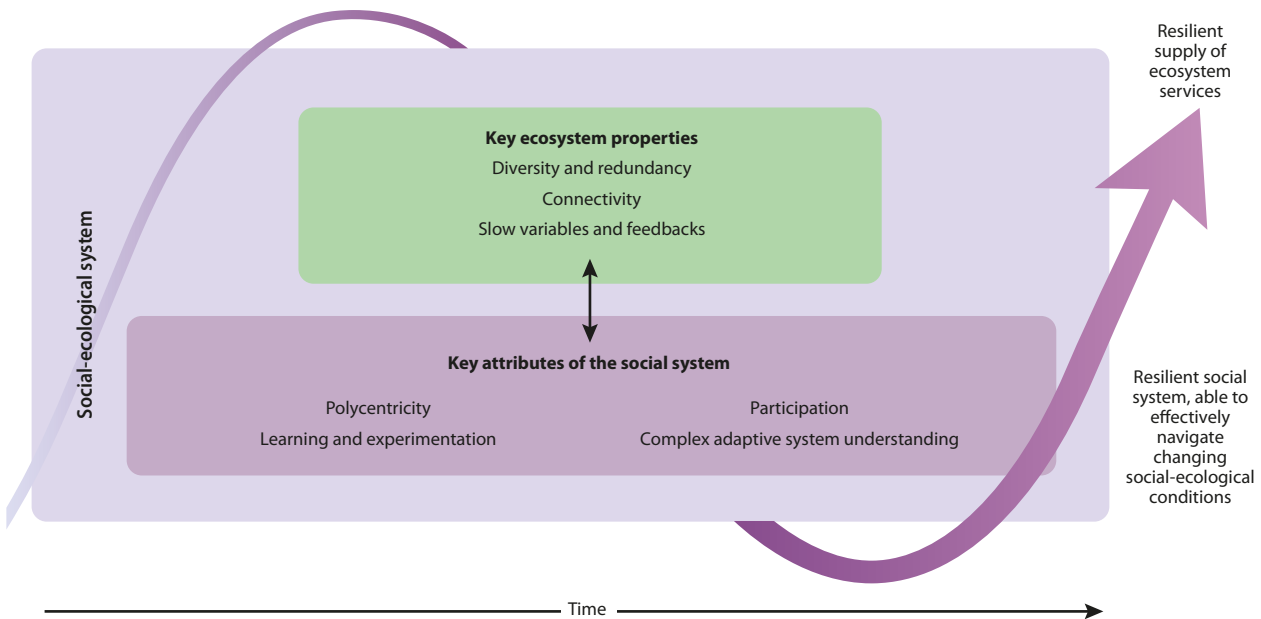 Resilient
supply of
ecosystem
services
Key ecosystem properties
Diversity and redundancy
Connectivity
Slow variables and feedbacks
Social-ecological system
Key attributes of the social system
Polycentricity
Participation
Learning and experimentation
Complex adaptive system understanding
Resilient social
system, able to
effectively
navigate
changing
social-ecological
conditions
Time